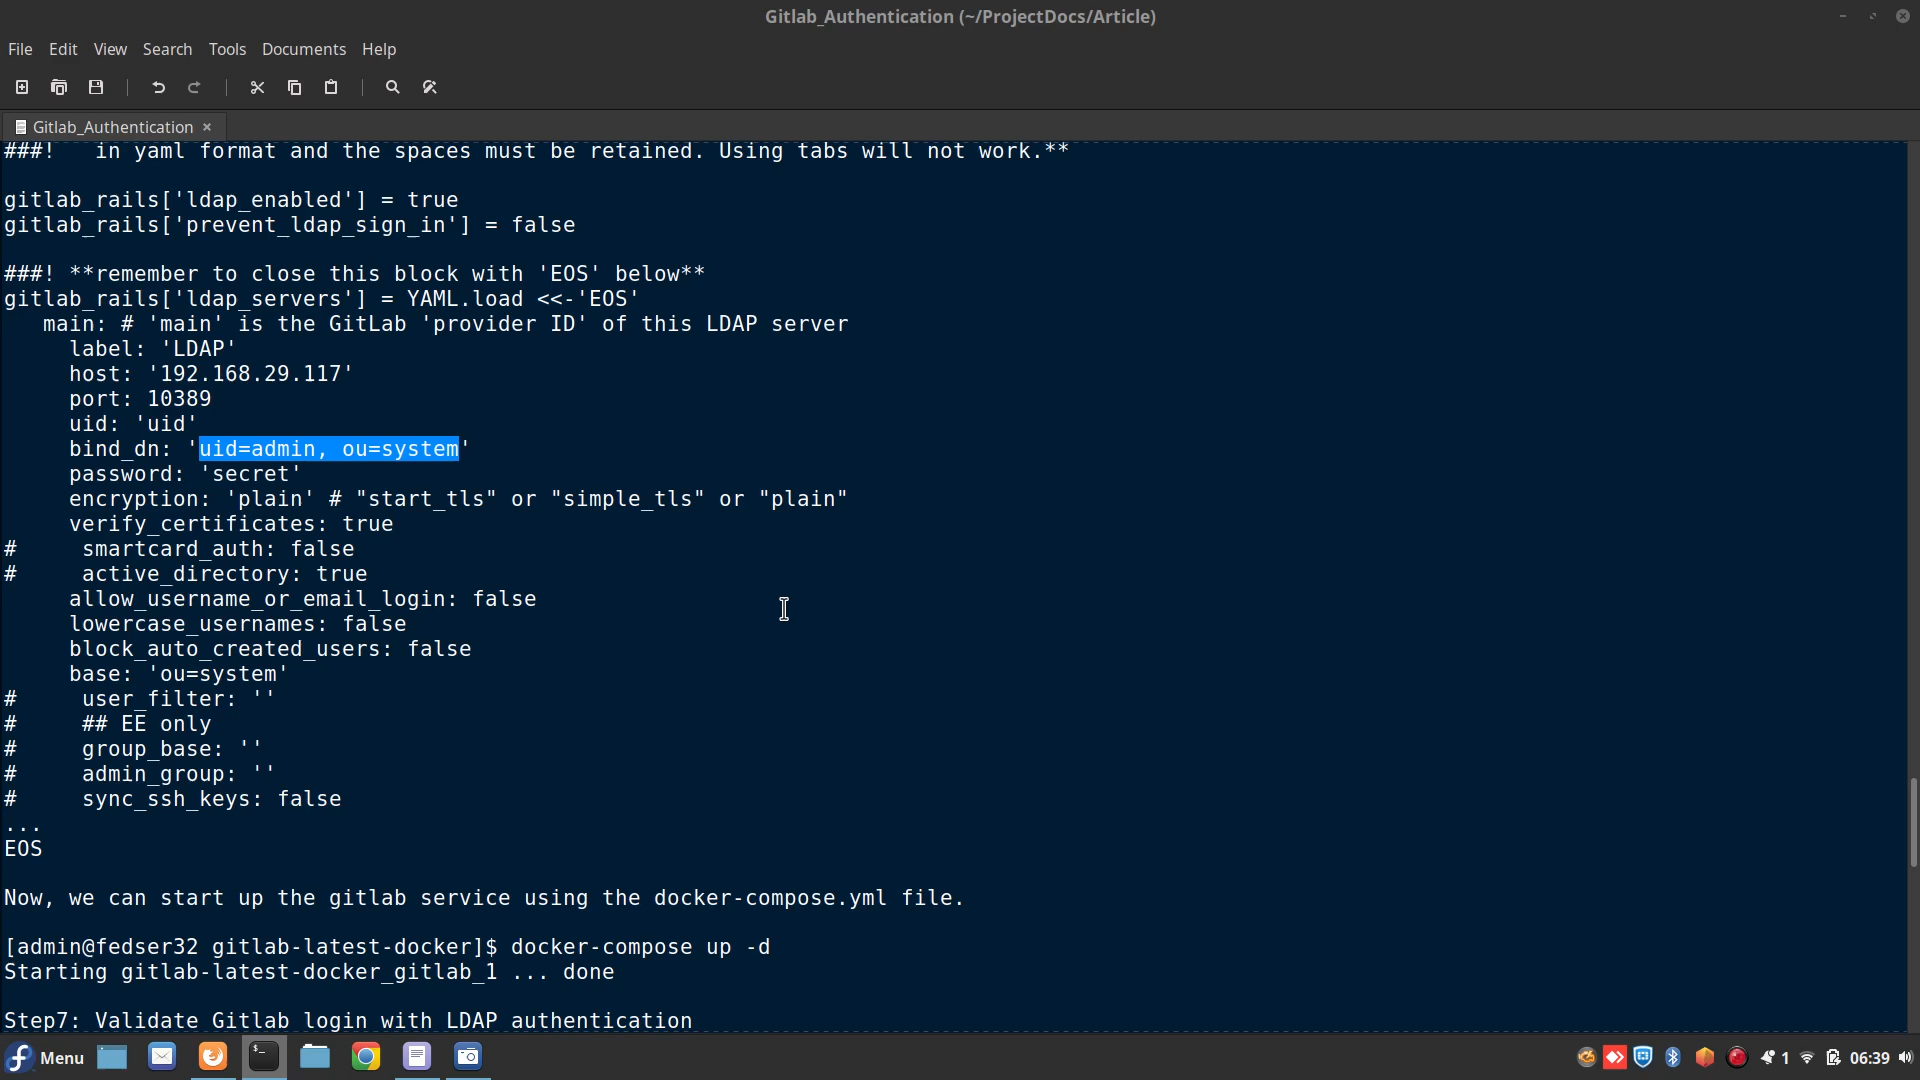 Gitlab_Authentication (~/ProjectDocs/Article)
File Edit View Search Tools Documents Help
Gitlab_Authentication
###!   in yaml format and the spaces must be retained. Using tabs will not work.**

gitlab_rails['ldap_enabled'] = true
gitlab_rails['prevent_ldap_sign_in'] = false

###! **remember to close this block with 'EOS' below**
gitlab_rails['ldap_servers'] = YAML.load <<-'EOS'
   main: # 'main' is the GitLab 'provider ID' of this LDAP server
     label: 'LDAP'
     host: '192.168.29.117'
     port: 10389
     uid: 'uid'
     bind_dn: 'uid=admin, ou=system'
     password: 'secret'
     encryption: 'plain' # "start_tls" or "simple_tls" or "plain"
     verify_certificates: true
#     smartcard_auth: false
#     active_directory: true
     allow_username_or_email_login: false
     lowercase_usernames: false
     block_auto_created_users: false
     base: 'ou=system'
#     user_filter: ''
#     ## EE only
#     group_base: ''
#     admin_group: ''
#     sync_ssh_keys: false
...
EOS

Now, we can start up the gitlab service using the docker-compose.yml file.

[admin@fedser32 gitlab-latest-docker]$ docker-compose up -d
Starting gitlab-latest-docker_gitlab_1 ... done

Step7: Validate Gitlab login with LDAP authentication
Menu 1 06:39